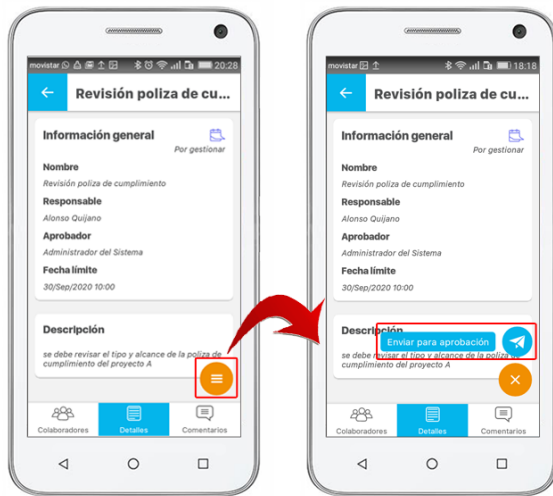 movistar 20:28
Revisión poliza de cu...
Información general
Por gestionar
Nombre
Revisión poliza de cumplimiento
Responsable
Alonso Quijano
Aprobador
Administrador del Sistema
Fecha límite
30/Sep/2020 10:00
Descripción
se debe revisar el tipo y alcance de la poliza de
cumplimiento del proyecto A
Colaboradores Detalles Comentarios
movistar 18:18
Revisión poliza de cu...
Información general
Por gestionar
Nombre
Revisión poliza de cumplimiento
Responsable
Alonso Quijano
Aprobador
Administrador del Sistema
Fecha límite
30/Sep/2020 10:00
Descripción
Enviar para aprobación
se debe revisar el tipo y alcance de la poliza de
cumplimiento del proyecto A
Colaboradores Detalles Comentarios